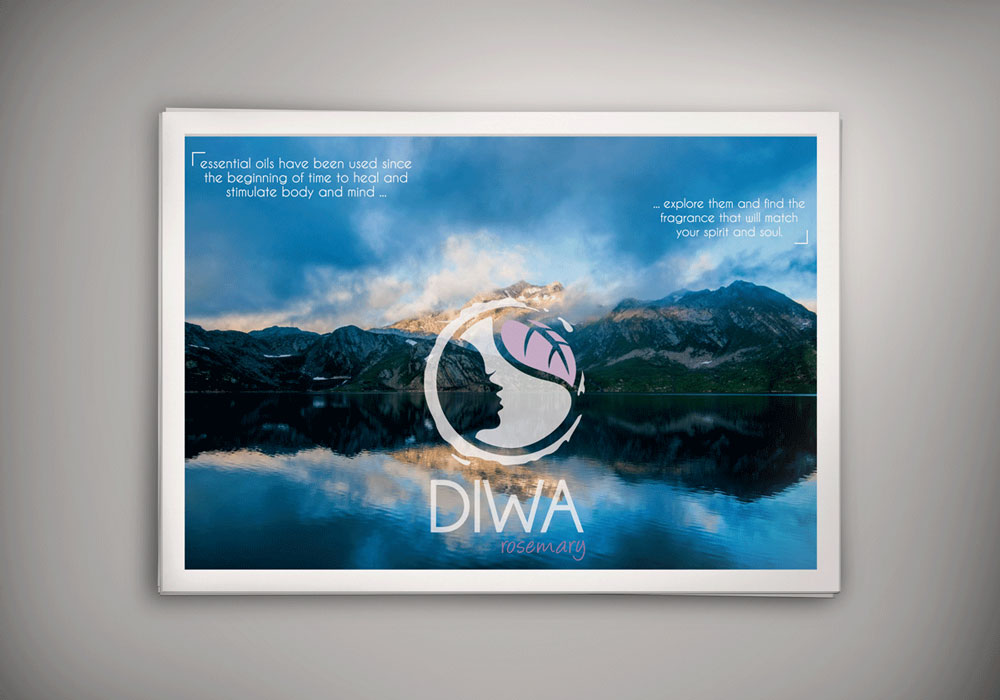 essential oils have been used since
the beginning of time to heal and
stimulate body and mind ...
... explore them and find the
fragrance that will match
your spirit and soul.
DIWA
rosemary